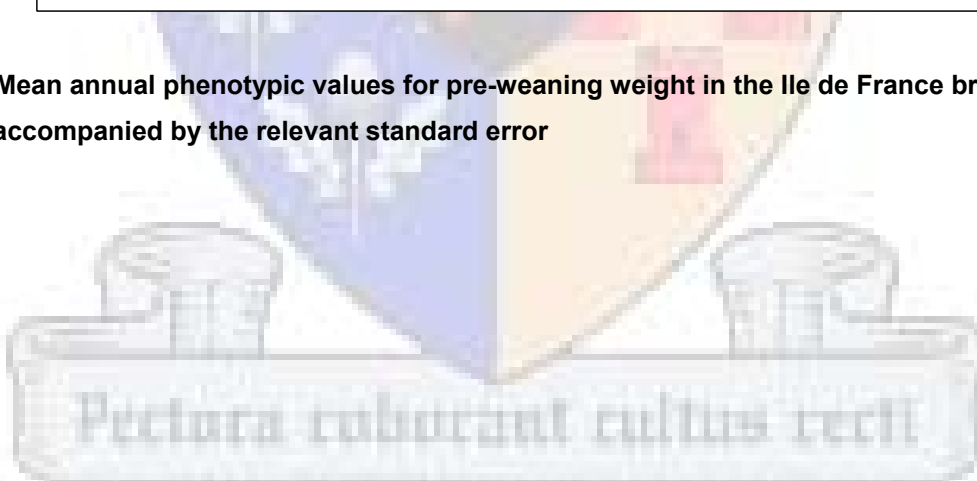 Mean annual phenotypic values for pre-weaning weight in the Ile de France br
accompanied by the relevant standard error
Pectora roborant cultus recti